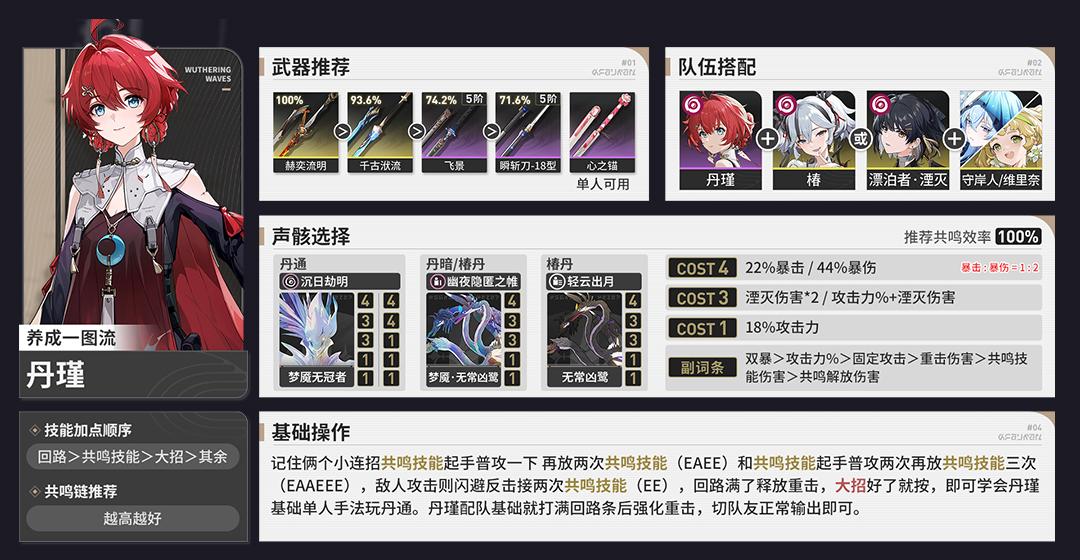 WUTHERING
WAVES
养成一图流
丹瑾
技能加点顺序
回路＞共鸣技能＞大招＞其余
共鸣链推荐
越高越好
武器推荐
#01
100%
93.6%
74.2% 5阶
71.6% 5阶
赫奕流明
千古洑流
飞景
瞬斩刀-18型
心之锚
单人可用
队伍搭配
#02
丹瑾
+
椿
或
漂泊者·湮灭
+
守岸人/维里奈
声骸选择
推荐共鸣效率 100%
丹通
沉日劫明
4 4
3 4
3 1
1 1
1 1
梦魇无冠者
丹暗/椿丹
幽夜隐匿之帷
4
3
3
1
1
梦魇·无常凶鹭
椿丹
轻云出月
4
3
3
1
1
无常凶鹭
COST 4 22%暴击 / 44%暴伤 暴击:暴伤=1:2
COST 3 湮灭伤害*2 / 攻击力%+湮灭伤害
COST 1 18%攻击力
副词条 双暴＞攻击力%＞固定攻击＞重击伤害＞共鸣技
能伤害＞共鸣解放伤害
基础操作
#04
记住俩个小连招共鸣技能起手普攻一下 再放两次共鸣技能（EAEE）和共鸣技能起手普攻两次再放共鸣技能三次
（EAAEEE），敌人攻击则闪避反击接两次共鸣技能（EE），回路满了释放重击，大招好了就按，即可学会丹瑾
基础单人手法玩丹通。丹瑾配队基础就打满回路条后强化重击，切队友正常输出即可。